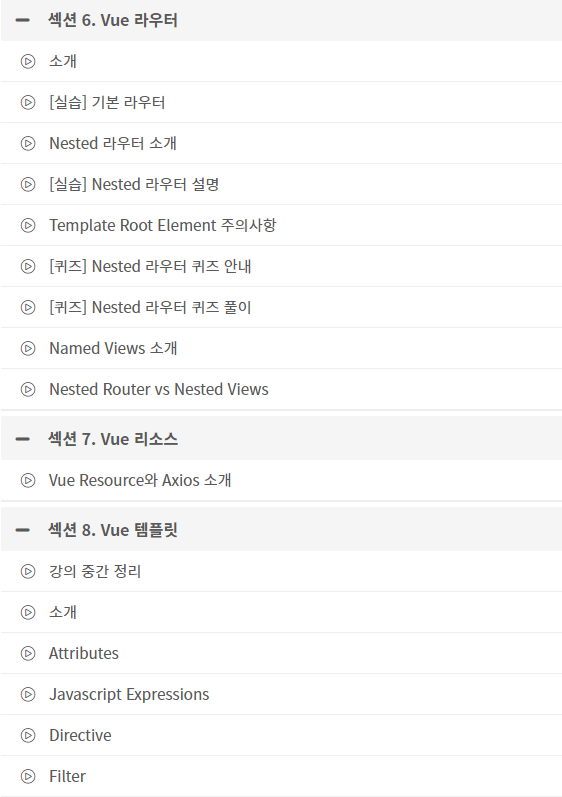 섹션 6. Vue 라우터
소개
[실습] 기본 라우터
Nested 라우터 소개
[실습] Nested 라우터 설명
Template Root Element 주의사항
[퀴즈] Nested 라우터 퀴즈 안내
[퀴즈] Nested 라우터 퀴즈 풀이
Named Views 소개
Nested Router vs Nested Views
섹션 7. Vue 리소스
Vue Resource와 Axios 소개
섹션 8. Vue 템플릿
강의 중간 정리
소개
Attributes
Javascript Expressions
Directive
Filter